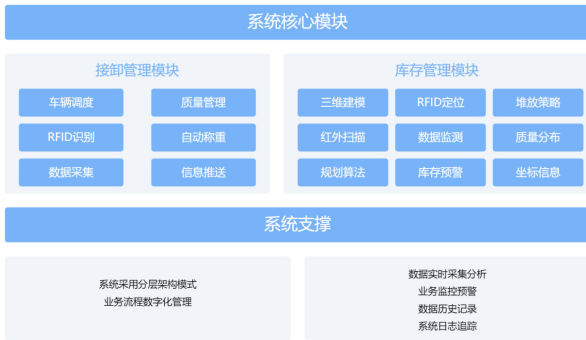 系统核心模块
接卸管理模块
库存管理模块
车辆调度
质量管理
三维建模
RFID定位
堆放策略
RFID识别
自动称重
红外扫描
数据监测
质量分布
数据采集
信息推送
规划算法
库存预警
坐标信息
系统支撑
系统采用分层架构模式
业务流程数字化管理
数据实时采集分析
业务监控预警
数据历史记录
系统日志追踪